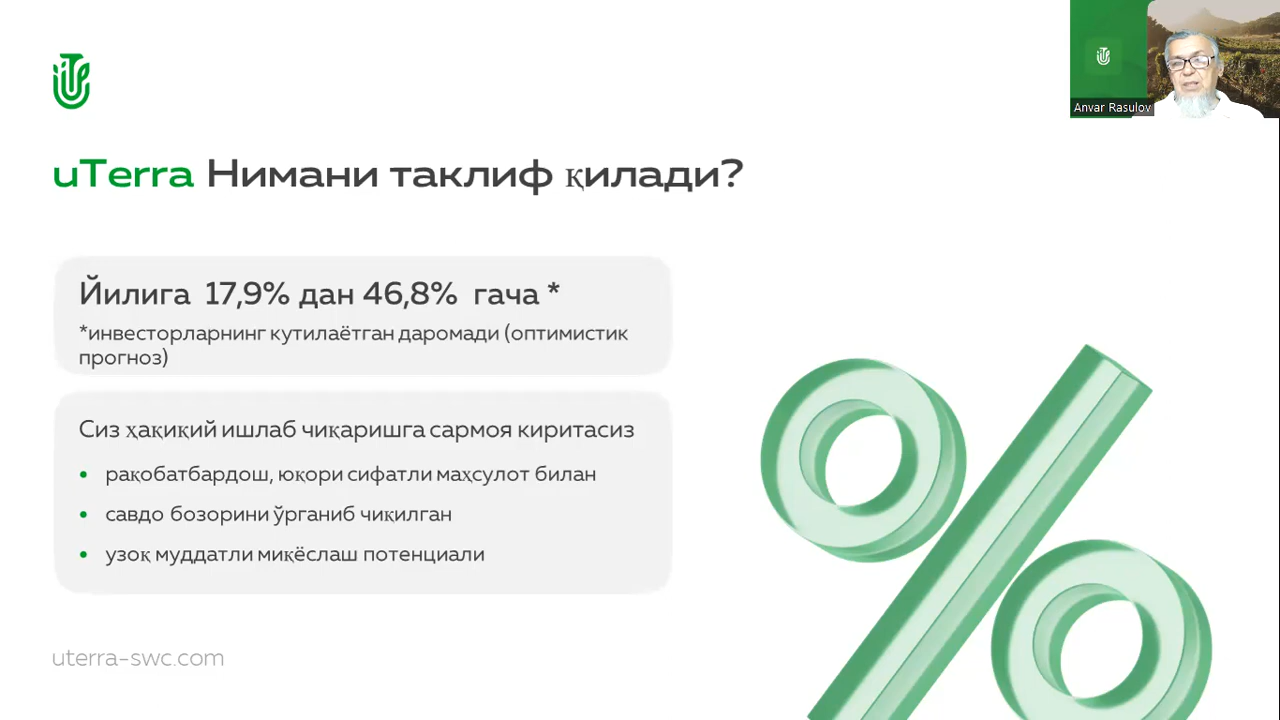 Anvar Rasulov
uTerra Нимани таклиф қилади?
Йилига 17,9% дан 46,8% гача *
*инвесторларнинг кутилаётган даромади (оптимистик
прогноз)
Сиз ҳақиқий ишлаб чиқаришга сармоя киритасиз
• рақобатбардош, юқори сифатли маҳсулот билан
• савдо бозорини ўрганиб чиқилган
• узоқ муддатли миқёслаш потенциали
uterra-swc.com
%